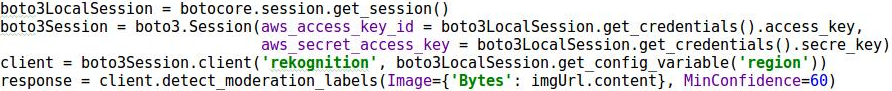 boto3LocalSession = botocore.session.get_session()
boto3Session = boto3.Session(aws_access_key_id = boto3LocalSession.get_credentials().access_key,
aws_secret_access_key = boto3LocalSession.get_credentials().secre_key)
client = boto3Session.client('rekognition', boto3LocalSession.get_config_variable('region'))
response = client.detect_moderation_labels(Image={'Bytes': imgUrl.content}, MinConfidence=60)